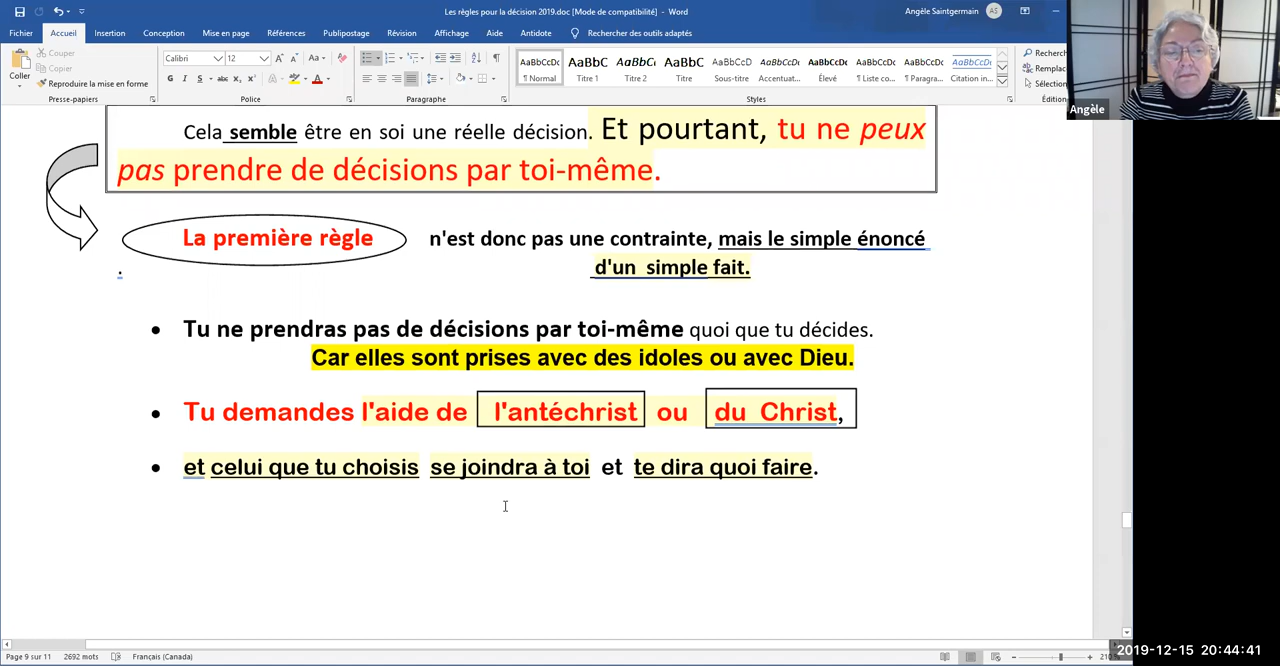 Les règles pour la décision 2019.doc [Mode de compatibilité] - Word
Angèle Saintgermain AS
Fichier Accueil Insertion Conception Mise en page Références Publipostage Révision Affichage Aide Antidote Rechercher des outils adaptés
Coller
Couper
Copier
Reproduire la mise en forme
Presse-papiers
Calibri 12
Police
Paragraphe
AaBbCcDc AaBbC AaBbCc AaBbC AaBbCcD AaBbCcDc AaBbCcDc AaBbCcDc AaBbCcDc AaBbCcDc
¶ Normal Titre 1 Titre 2 Titre Sous-titre Accentuat... Élevé ¶ Liste co... ¶ Paragra... Citation in...
Styles
Recherch
Remplac
Sélection
Éditio
Angèle
Cela semble être en soi une réelle décision. Et pourtant, tu ne peux
pas prendre de décisions par toi-même.
La première règle n'est donc pas une contrainte, mais le simple énoncé
. d'un simple fait.
• Tu ne prendras pas de décisions par toi-même quoi que tu décides.
Car elles sont prises avec des idoles ou avec Dieu.
• Tu demandes l'aide de l'antéchrist ou du Christ,
• et celui que tu choisis se joindra à toi et te dira quoi faire.
Page 9 sur 11 2692 mots Français (Canada)
2019-12-15 20:44:41